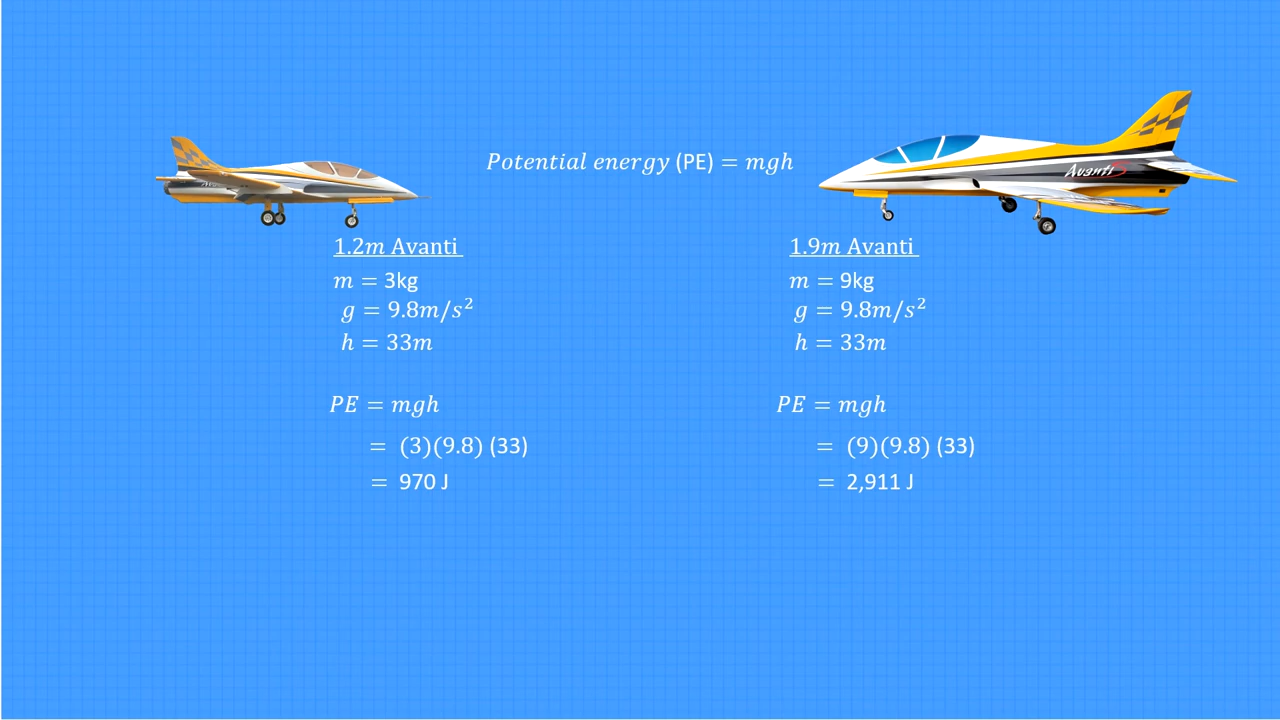 Potential energy (PE) = mgh
Avanti S
1.2m Avanti
m = 3kg
g = 9.8m/s²
h = 33m
PE = mgh
= (3)(9.8) (33)
= 970 J
1.9m Avanti
m = 9kg
g = 9.8m/s²
h = 33m
PE = mgh
= (9)(9.8) (33)
= 2,911 J